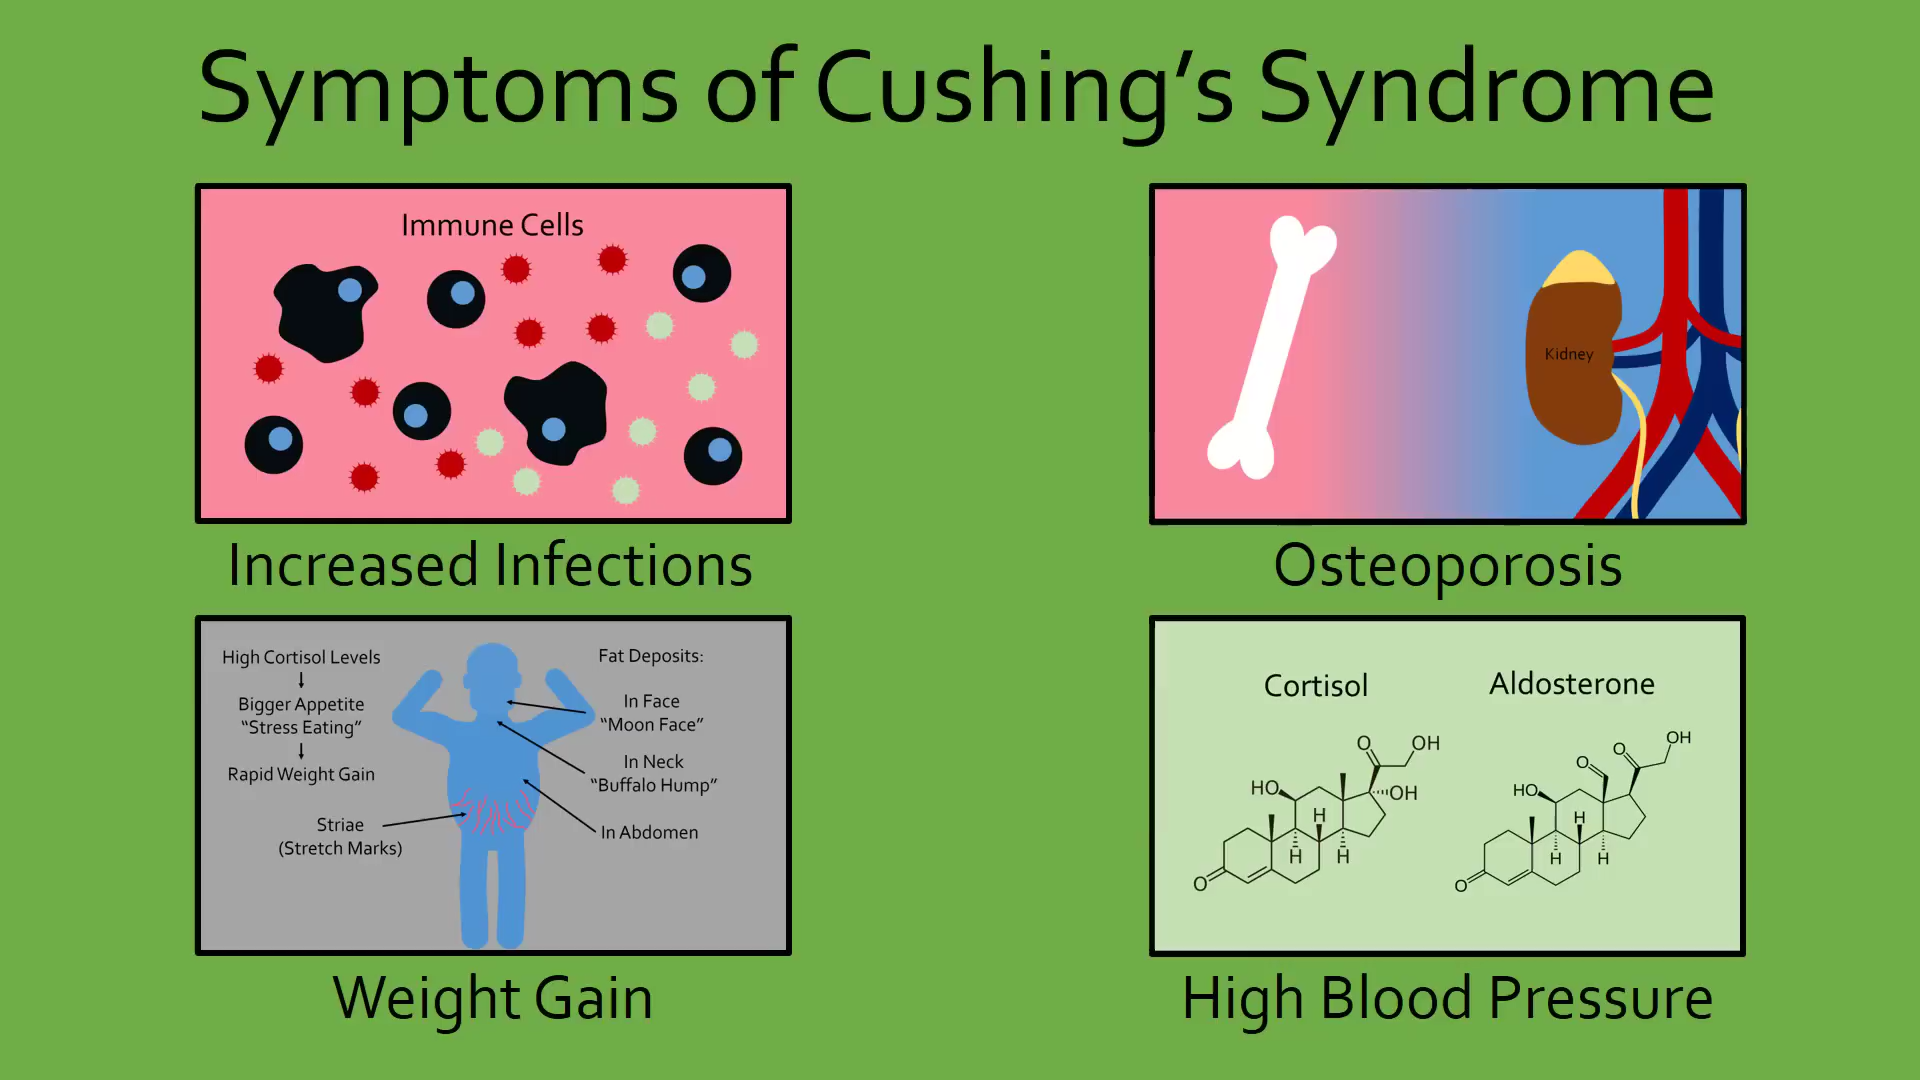 Symptoms of Cushing’s Syndrome
Immune Cells
Increased Infections
Kidney
Osteoporosis
High Cortisol Levels
Bigger Appetite
“Stress Eating”
Rapid Weight Gain
Striae
(Stretch Marks)
Fat Deposits:
In Face
“Moon Face”
In Neck
“Buffalo Hump”
In Abdomen
Weight Gain
Cortisol
O
OH
HO
OH
H
H
H
O
Aldosterone
OH
O
O
HO
H
H
H
O
High Blood Pressure